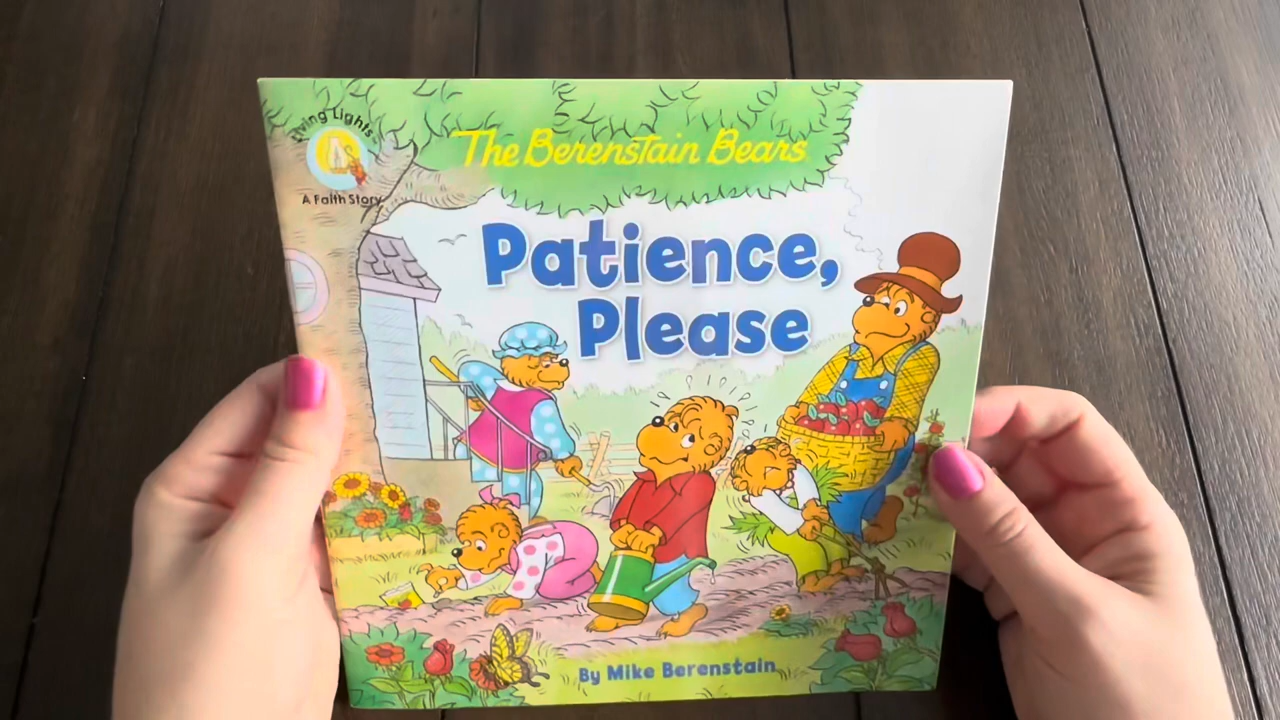 Living Lights
A Faith Story
The Berenstain Bears
Patience,
Please
By Mike Berenstain